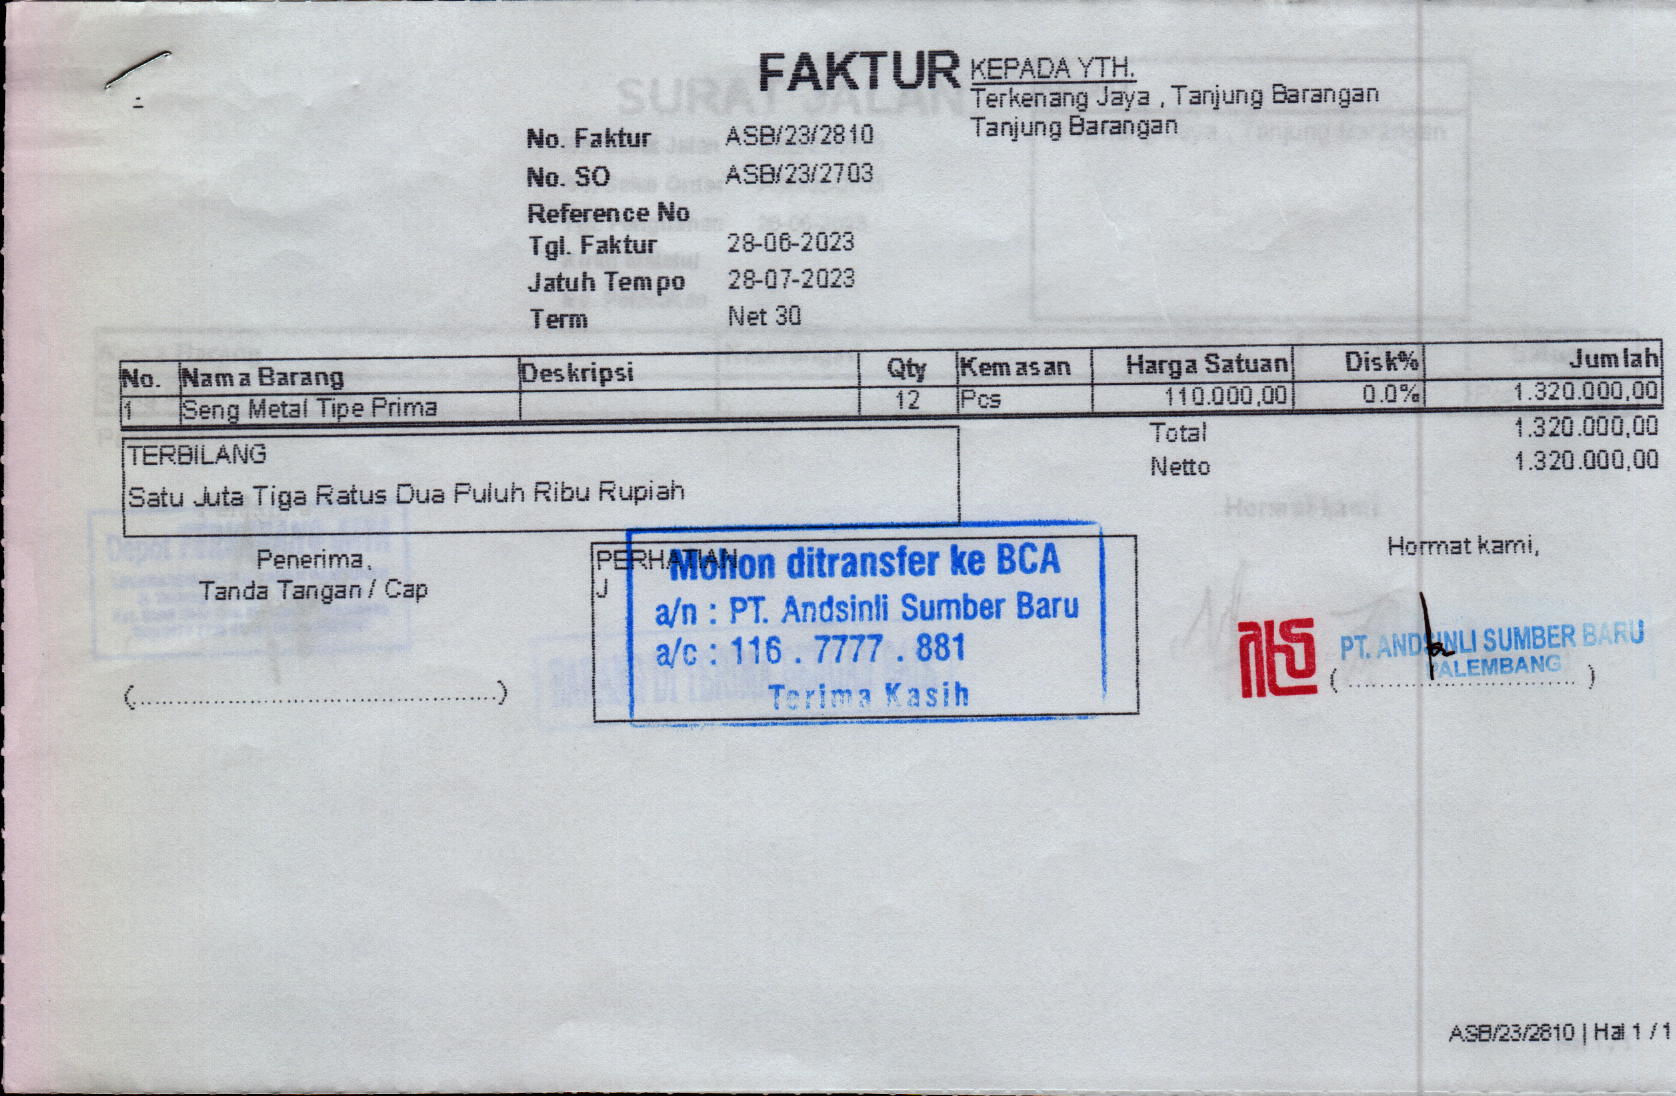 FAKTUR
KEPADA YTH.
Terkenang Jaya , Tanjung Barangan
Tanjung Barangan
No. Faktur ASB/23/2810
No. SO ASB/23/2703
Reference No
Tgl. Faktur 28-06-2023
Jatuh Tempo 28-07-2023
Term Net 30
No. Nama Barang Deskripsi Qty Kemasan Harga Satuan Disk% Jumlah
1 Seng Metal Tipe Prima 12 Pcs 110.000,00 0.0% 1.320.000,00
Total 1.320.000,00
Netto 1.320.000,00
TERBILANG
Satu Juta Tiga Ratus Dua Puluh Ribu Rupiah
Penerima,
Tanda Tangan / Cap
(..............................................)
PERHATIAN
J
Mohon ditransfer ke BCA
a/n : PT. Andsinli Sumber Baru
a/c : 116 . 7777 . 881
Terima Kasih
Hormat kami,
PT. ANDSINLI SUMBER BARU
PALEMBANG
(..............................)
ASB/23/2810 | Hal 1 / 1